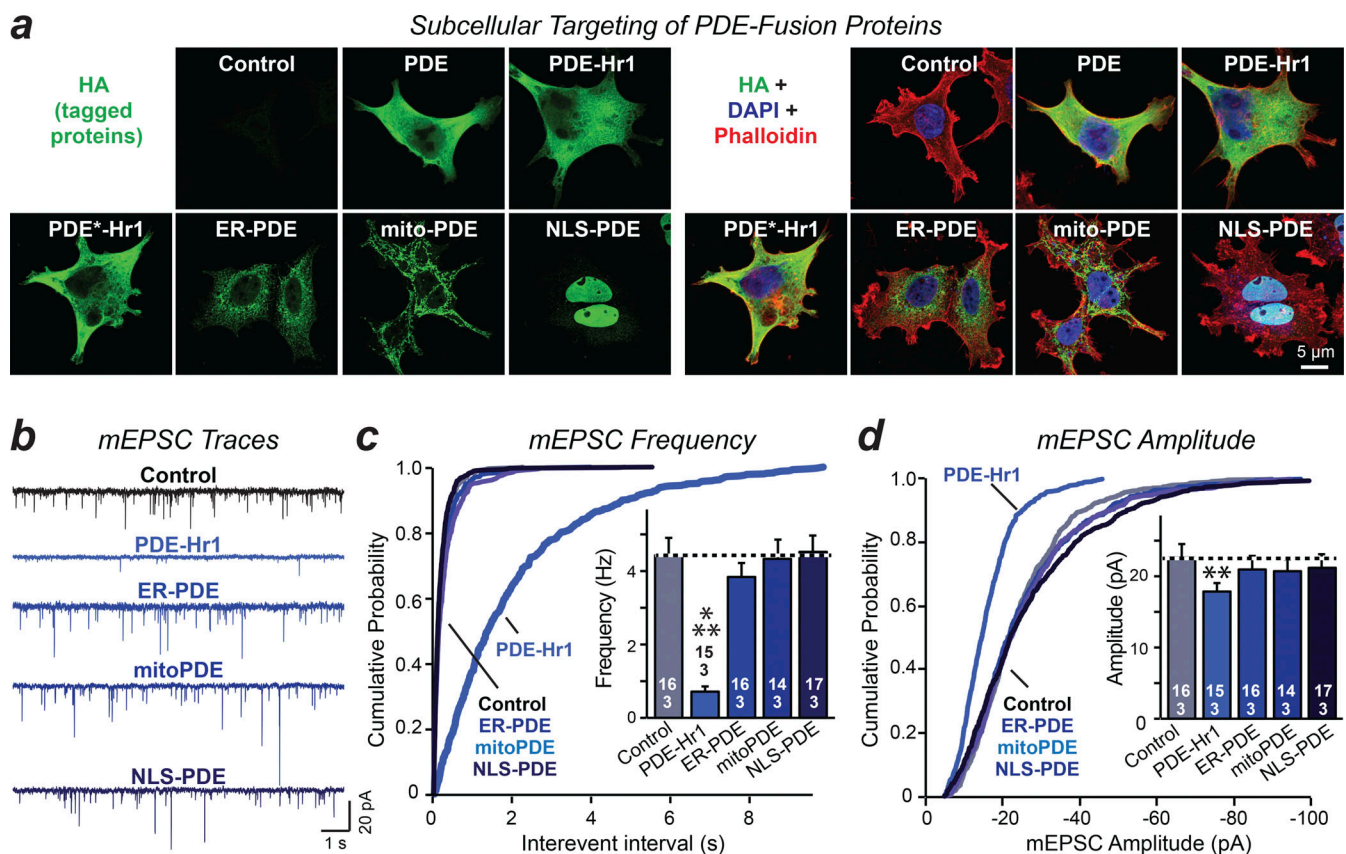 a
Subcellular Targeting of PDE-Fusion Proteins
HA
(tagged
proteins)
Control
PDE
PDE-Hr1
HA +
DAPI +
Phalloidin
Control
PDE
PDE-Hr1
PDE*-Hr1
ER-PDE
mito-PDE
NLS-PDE
PDE*-Hr1
ER-PDE
mito-PDE
NLS-PDE
5 μm
b
mEPSC Traces
Control
PDE-Hr1
ER-PDE
mitoPDE
NLS-PDE
20 pA
1 s
c
mEPSC Frequency
Cumulative Probability
1.0
0.8
0.6
0.4
0.2
0
0
2
4
6
8
Interevent interval (s)
PDE-Hr1
Control
ER-PDE
mitoPDE
NLS-PDE
Frequency (Hz)
4
2
0
*
**
16
3
15
3
16
3
14
3
17
3
Control
PDE-Hr1
ER-PDE
mitoPDE
NLS-PDE
d
mEPSC Amplitude
Cumulative Probability
1.0
0.8
0.6
0.4
0.2
0
0
-20
-40
-60
-80
-100
mEPSC Amplitude (pA)
PDE-Hr1
Control
ER-PDE
mitoPDE
NLS-PDE
Amplitude (pA)
20
15
10
5
0
**
16
3
15
3
16
3
14
3
17
3
Control
PDE-Hr1
ER-PDE
mitoPDE
NLS-PDE